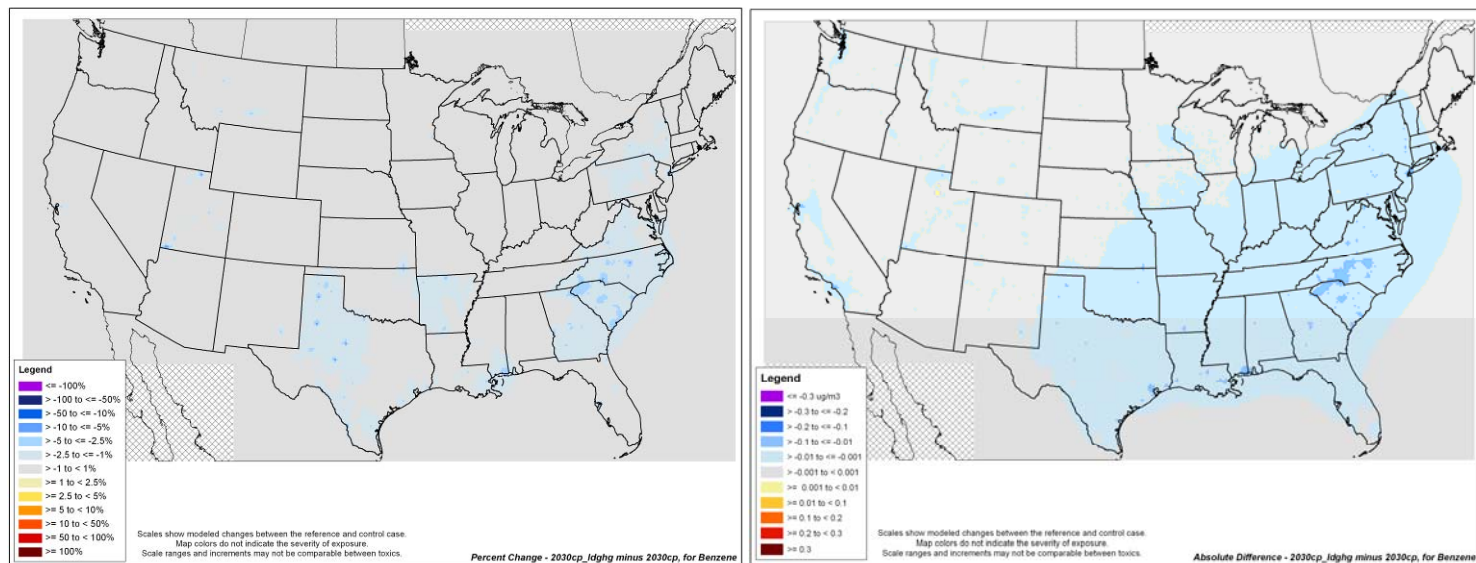 Legend
<= -100%
> -100 to <= -50%
> -50 to <= -10%
> -10 to <= -5%
> -5 to <= -2.5%
> -2.5 to <= -1%
> -1 to < 1%
>= 1 to < 2.5%
>= 2.5 to < 5%
>= 5 to < 10%
>= 10 to < 50%
>= 50 to < 100%
>= 100%
Scales show modeled changes between the reference and control case.
Map colors do not indicate the severity of exposure.
Scale ranges and increments may not be comparable between toxics.
Percent Change - 2030cp_ldghg minus 2030cp, for Benzene
Legend
<= -0.3 ug/m3
> -0.3 to <= -0.2
> -0.2 to <= -0.1
> -0.1 to <= -0.01
> -0.01 to <= -0.001
> -0.001 to < 0.001
>= 0.001 to < 0.01
>= 0.01 to < 0.1
>= 0.1 to < 0.2
>= 0.2 to < 0.3
>= 0.3
Scales show modeled changes between the reference and control case.
Map colors do not indicate the severity of exposure.
Scale ranges and increments may not be comparable between toxics.
Absolute Difference - 2030cp_ldghg minus 2030cp, for Benzene